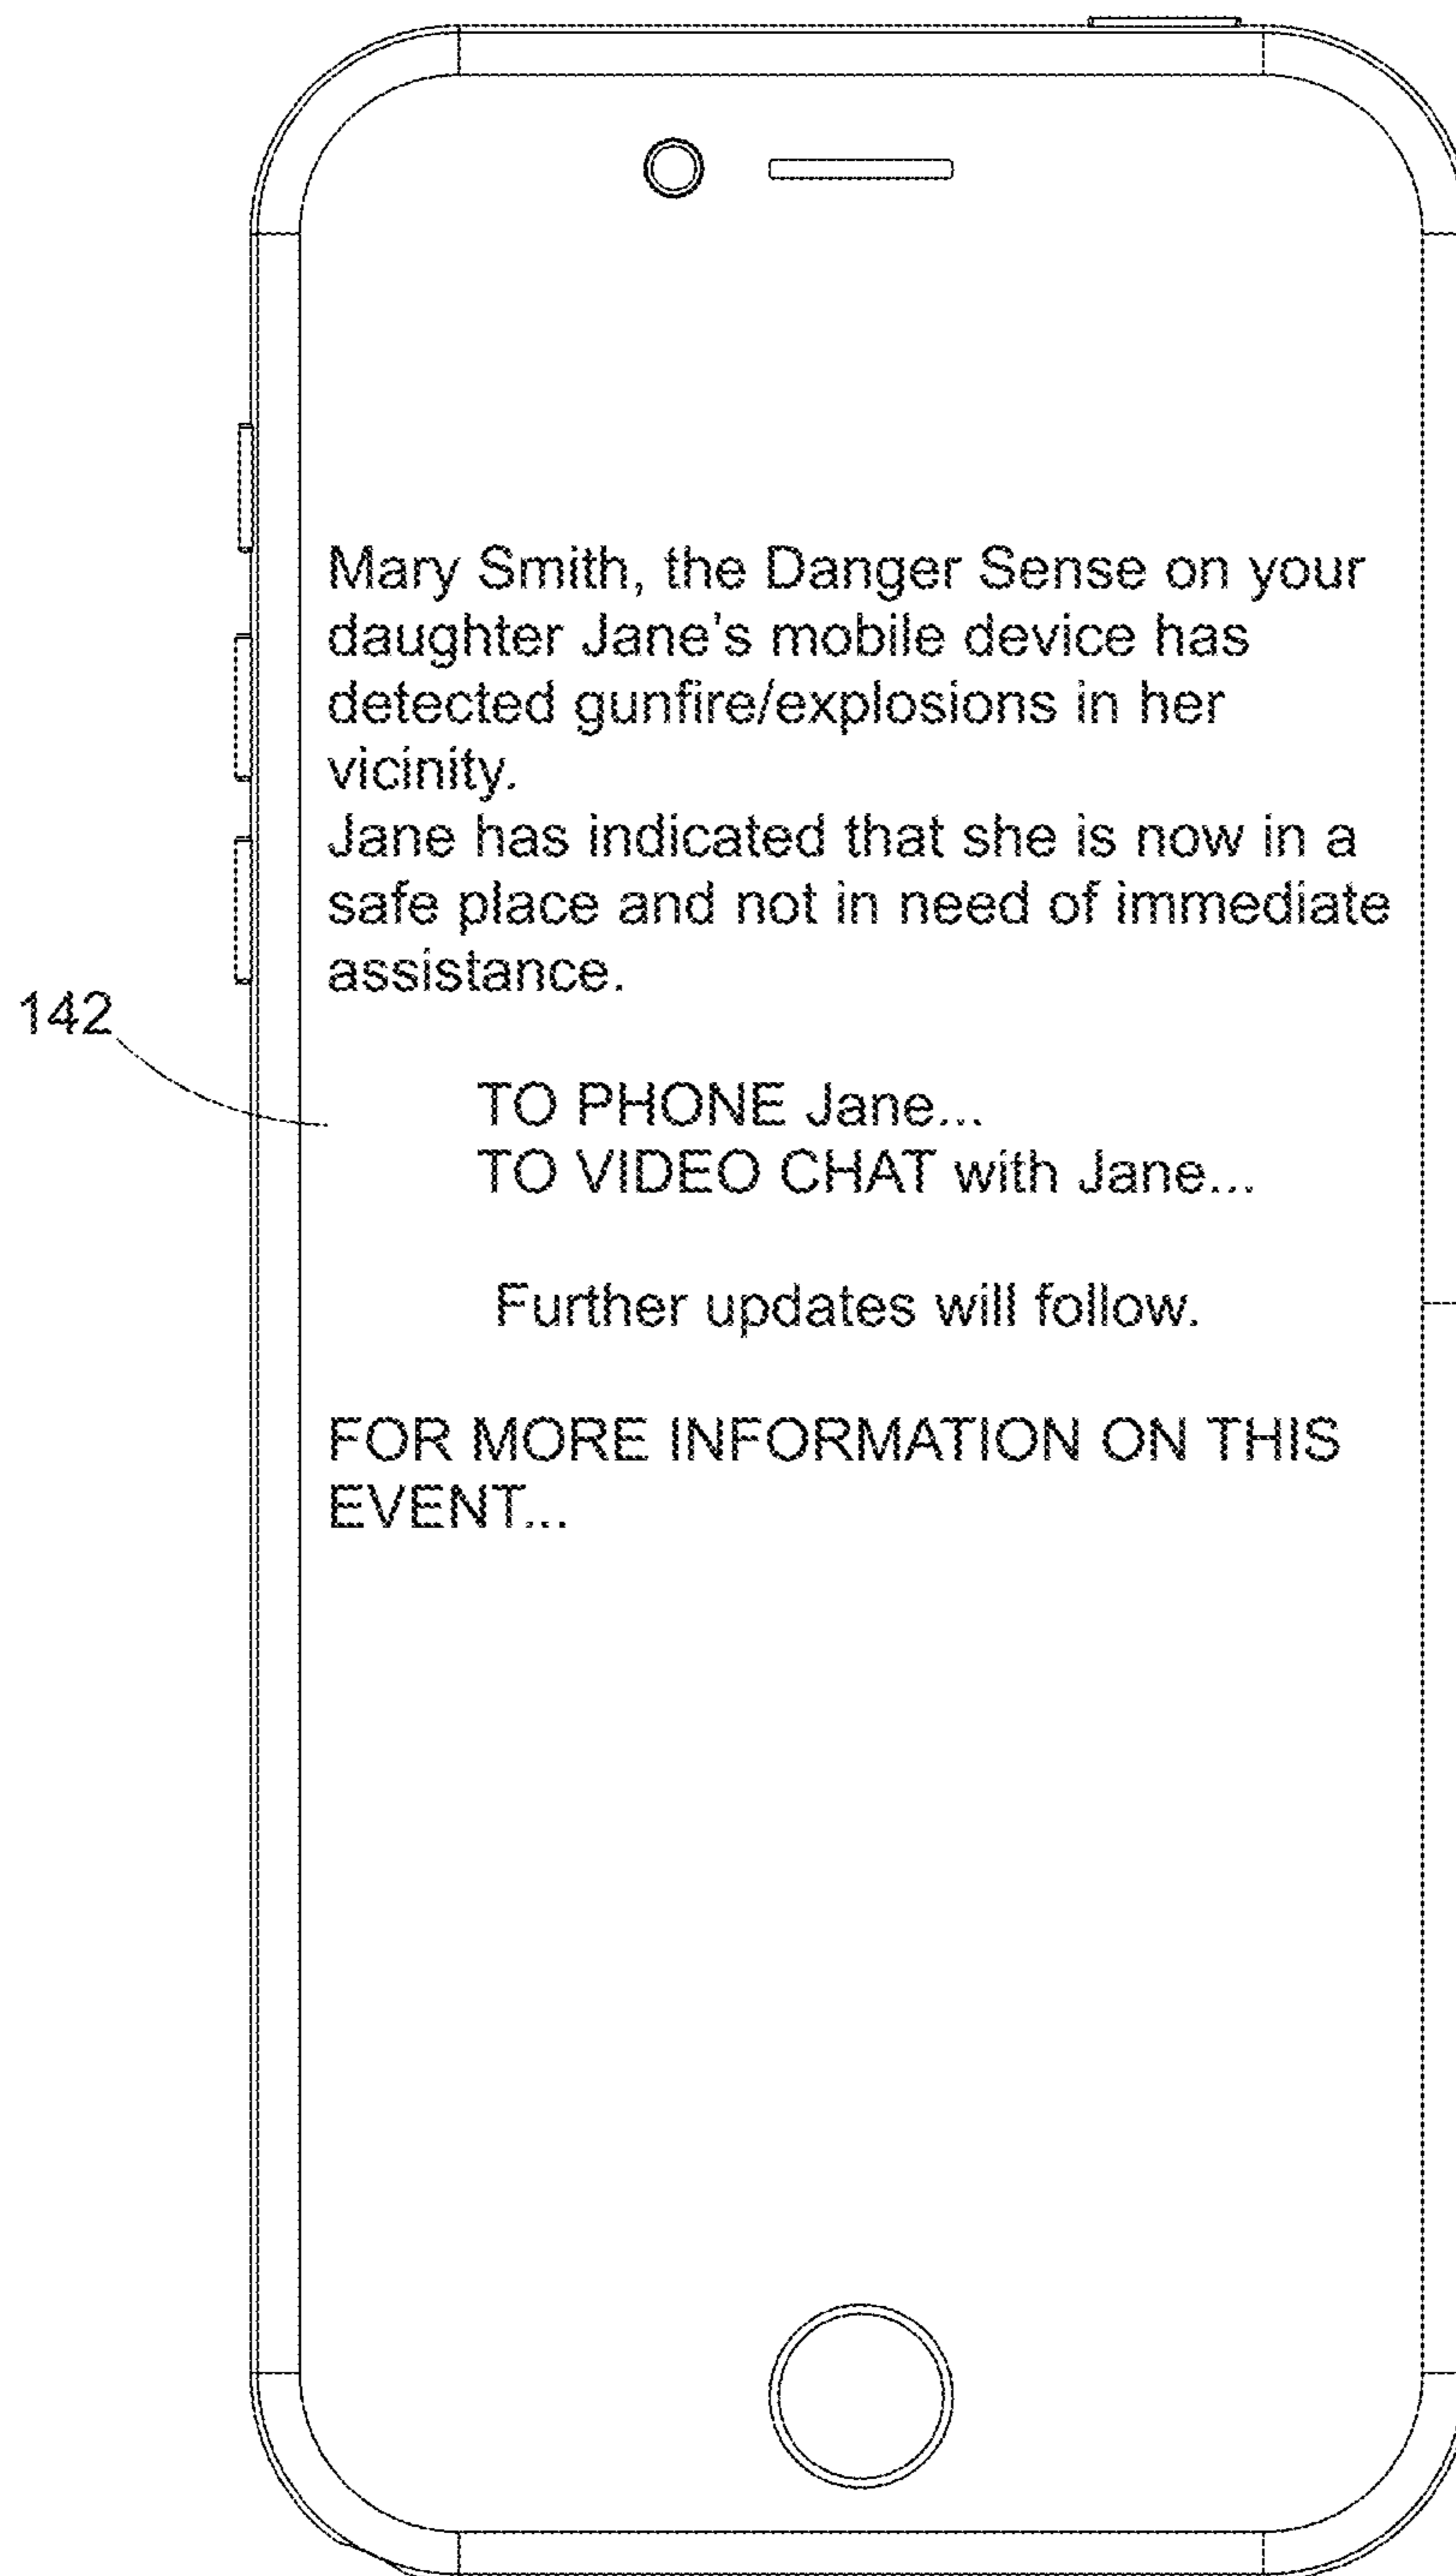 Mary Smith, the Danger Sense on your
daughter Jane's mobile device has
detected gunfire/explosions in her
vicinity.
Jane has indicated that she is now in a
safe place and not in need of immediate
assistance.
142
TO PHONE Jane...
TO VIDEO CHAT with Jane...
Further updates will follow.
FOR MORE INFORMATION ON THIS
EVENT...